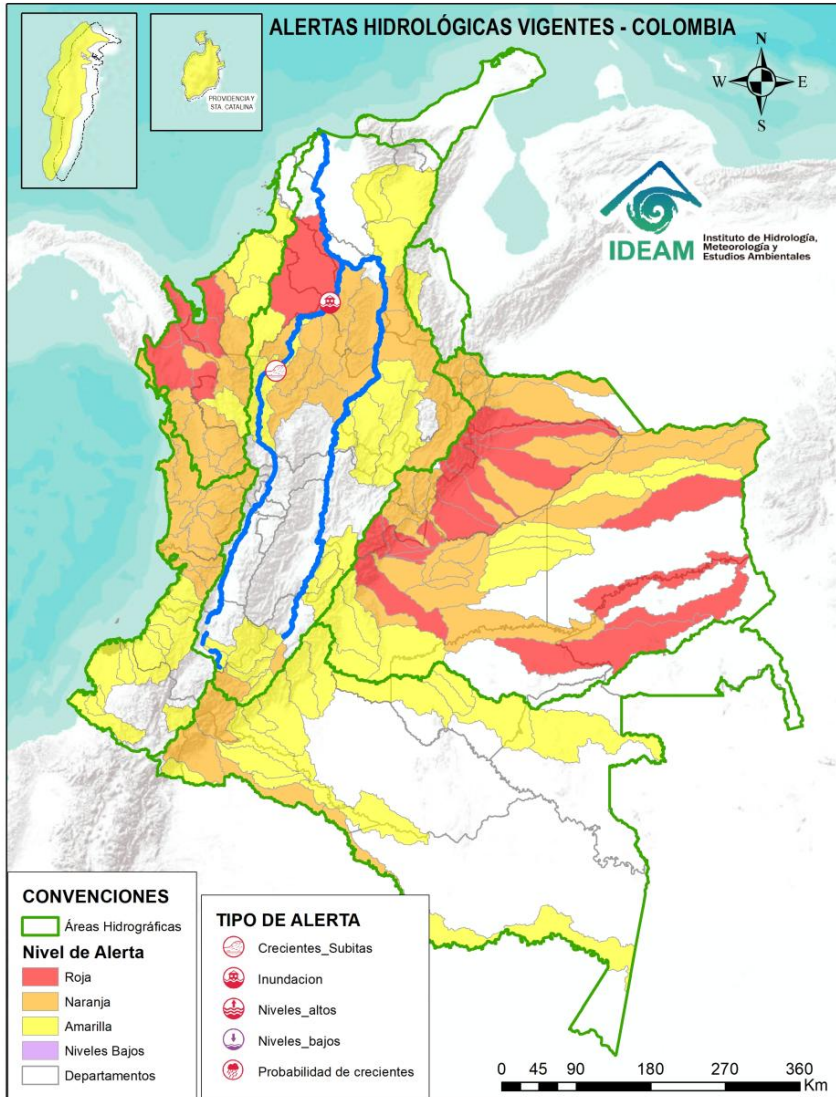 ALERTAS HIDROLÓGICAS VIGENTES - COLOMBIA
PROVIDENCIA Y
STA. CATALINA
N
W
E
S
IDEAM
Instituto de Hidrología,
Meteorología y
Estudios Ambientales
CONVENCIONES
Áreas Hidrográficas
Nivel de Alerta
Roja
Naranja
Amarilla
Niveles Bajos
Departamentos
TIPO DE ALERTA
Crecientes_Subitas
Inundacion
Niveles_altos
Niveles_bajos
Probabilidad de crecientes
0 45 90 180 270 360
Km